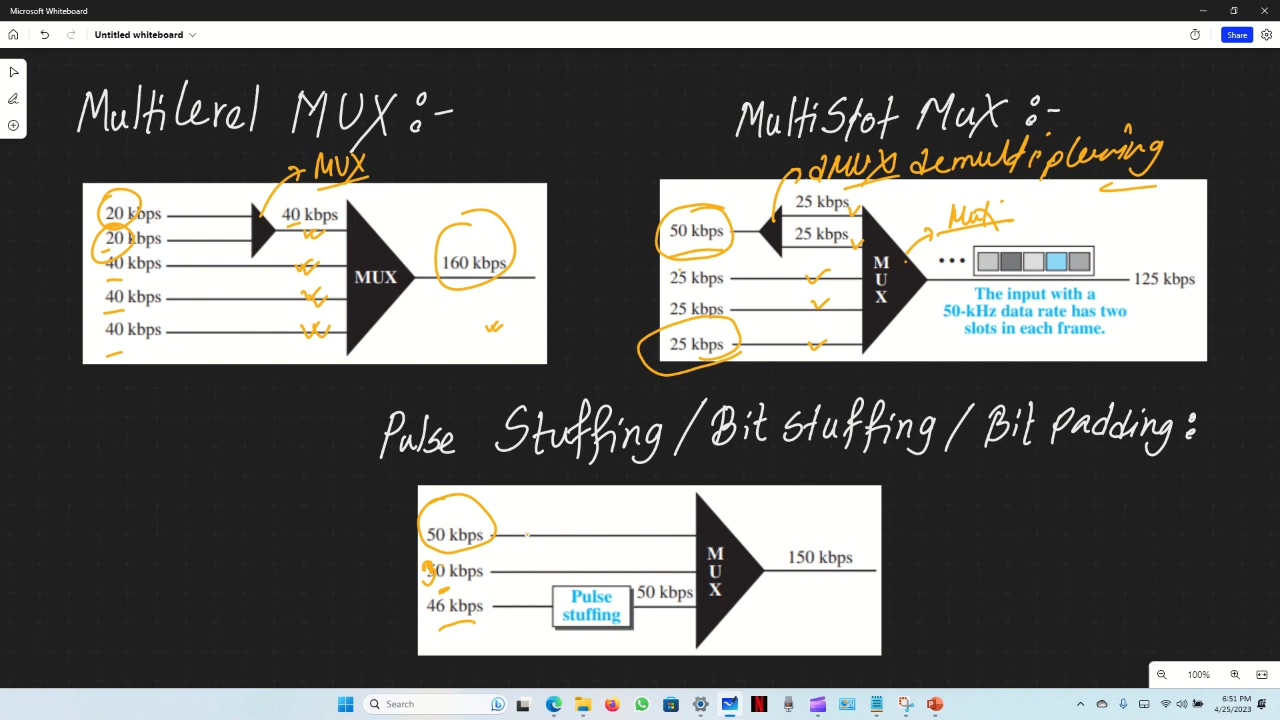 Microsoft Whiteboard
Untitled whiteboard
Share
Multilevel MUX :-
MultiSlot MUX :-
MUX
dMUX demultiplexing
20 kbps
20 kbps
40 kbps
40 kbps
40 kbps
40 kbps
MUX
160 kbps
50 kbps
25 kbps
25 kbps
25 kbps
25 kbps
25 kbps
MUX
MUX
125 kbps
The input with a
50-kHz data rate has two
slots in each frame.
Pulse Stuffing / Bit stuffing / Bit Padding :
50 kbps
50 kbps
46 kbps
Pulse
stuffing
50 kbps
MUX
150 kbps
100%
Search
6:51 PM
4/25/2023